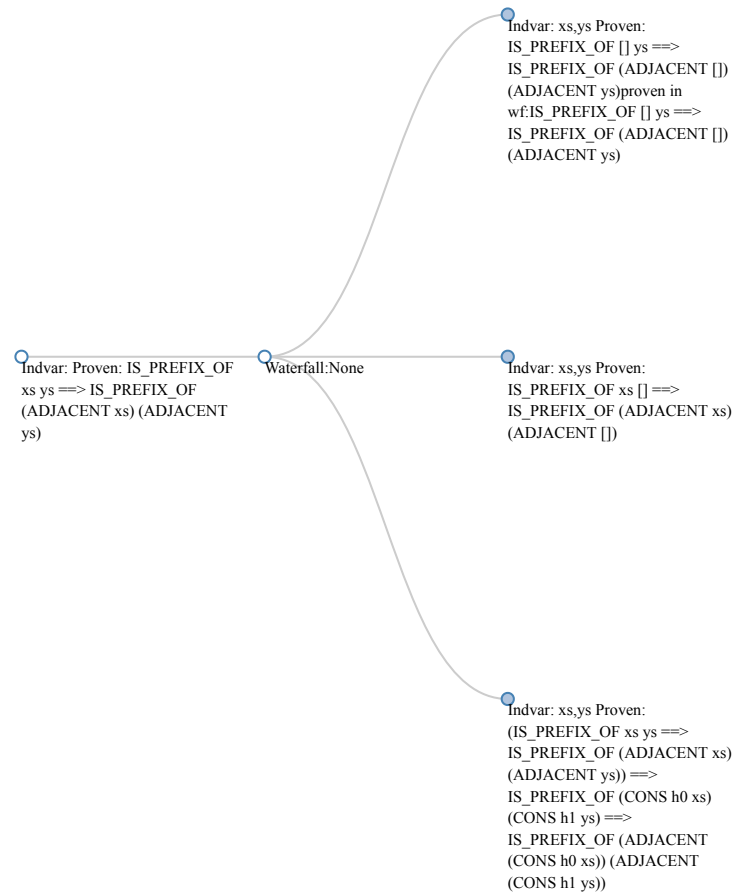 Indvar: xs,ys Proven:
IS_PREFIX_OF [] ys ==>
IS_PREFIX_OF (ADJACENT [])
(ADJACENT ys)proven in
wf:IS_PREFIX_OF [] ys ==>
IS_PREFIX_OF (ADJACENT [])
(ADJACENT ys)
Indvar: Proven: IS_PREFIX_OF
xs ys ==> IS_PREFIX_OF
(ADJACENT xs) (ADJACENT
ys)
Waterfall:None
Indvar: xs,ys Proven:
IS_PREFIX_OF xs [] ==>
IS_PREFIX_OF (ADJACENT xs)
(ADJACENT [])
Indvar: xs,ys Proven:
(IS_PREFIX_OF xs ys ==>
IS_PREFIX_OF (ADJACENT xs)
(ADJACENT ys)) ==>
IS_PREFIX_OF (CONS h0 xs)
(CONS h1 ys) ==>
IS_PREFIX_OF (ADJACENT
(CONS h0 xs)) (ADJACENT
(CONS h1 ys))